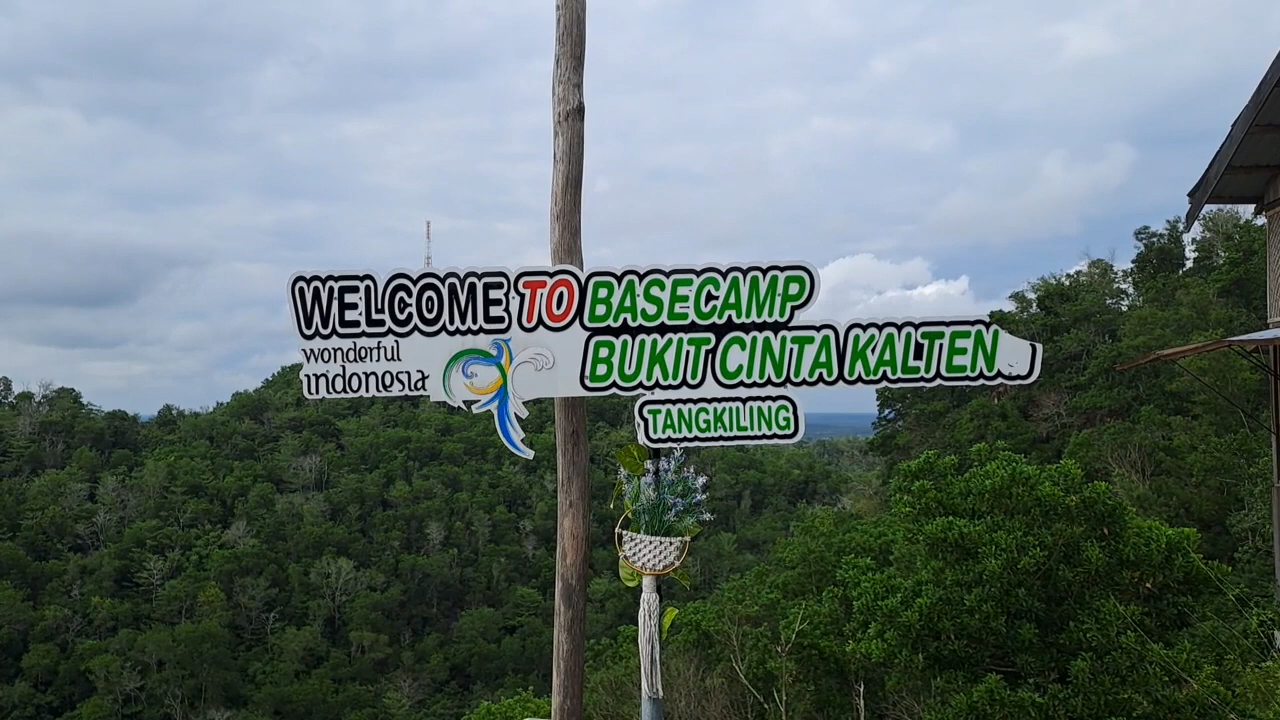 WELCOME TO BASECAMP
BUKIT CINTA KALTEN
wonderful
indonesia
TANGKILING